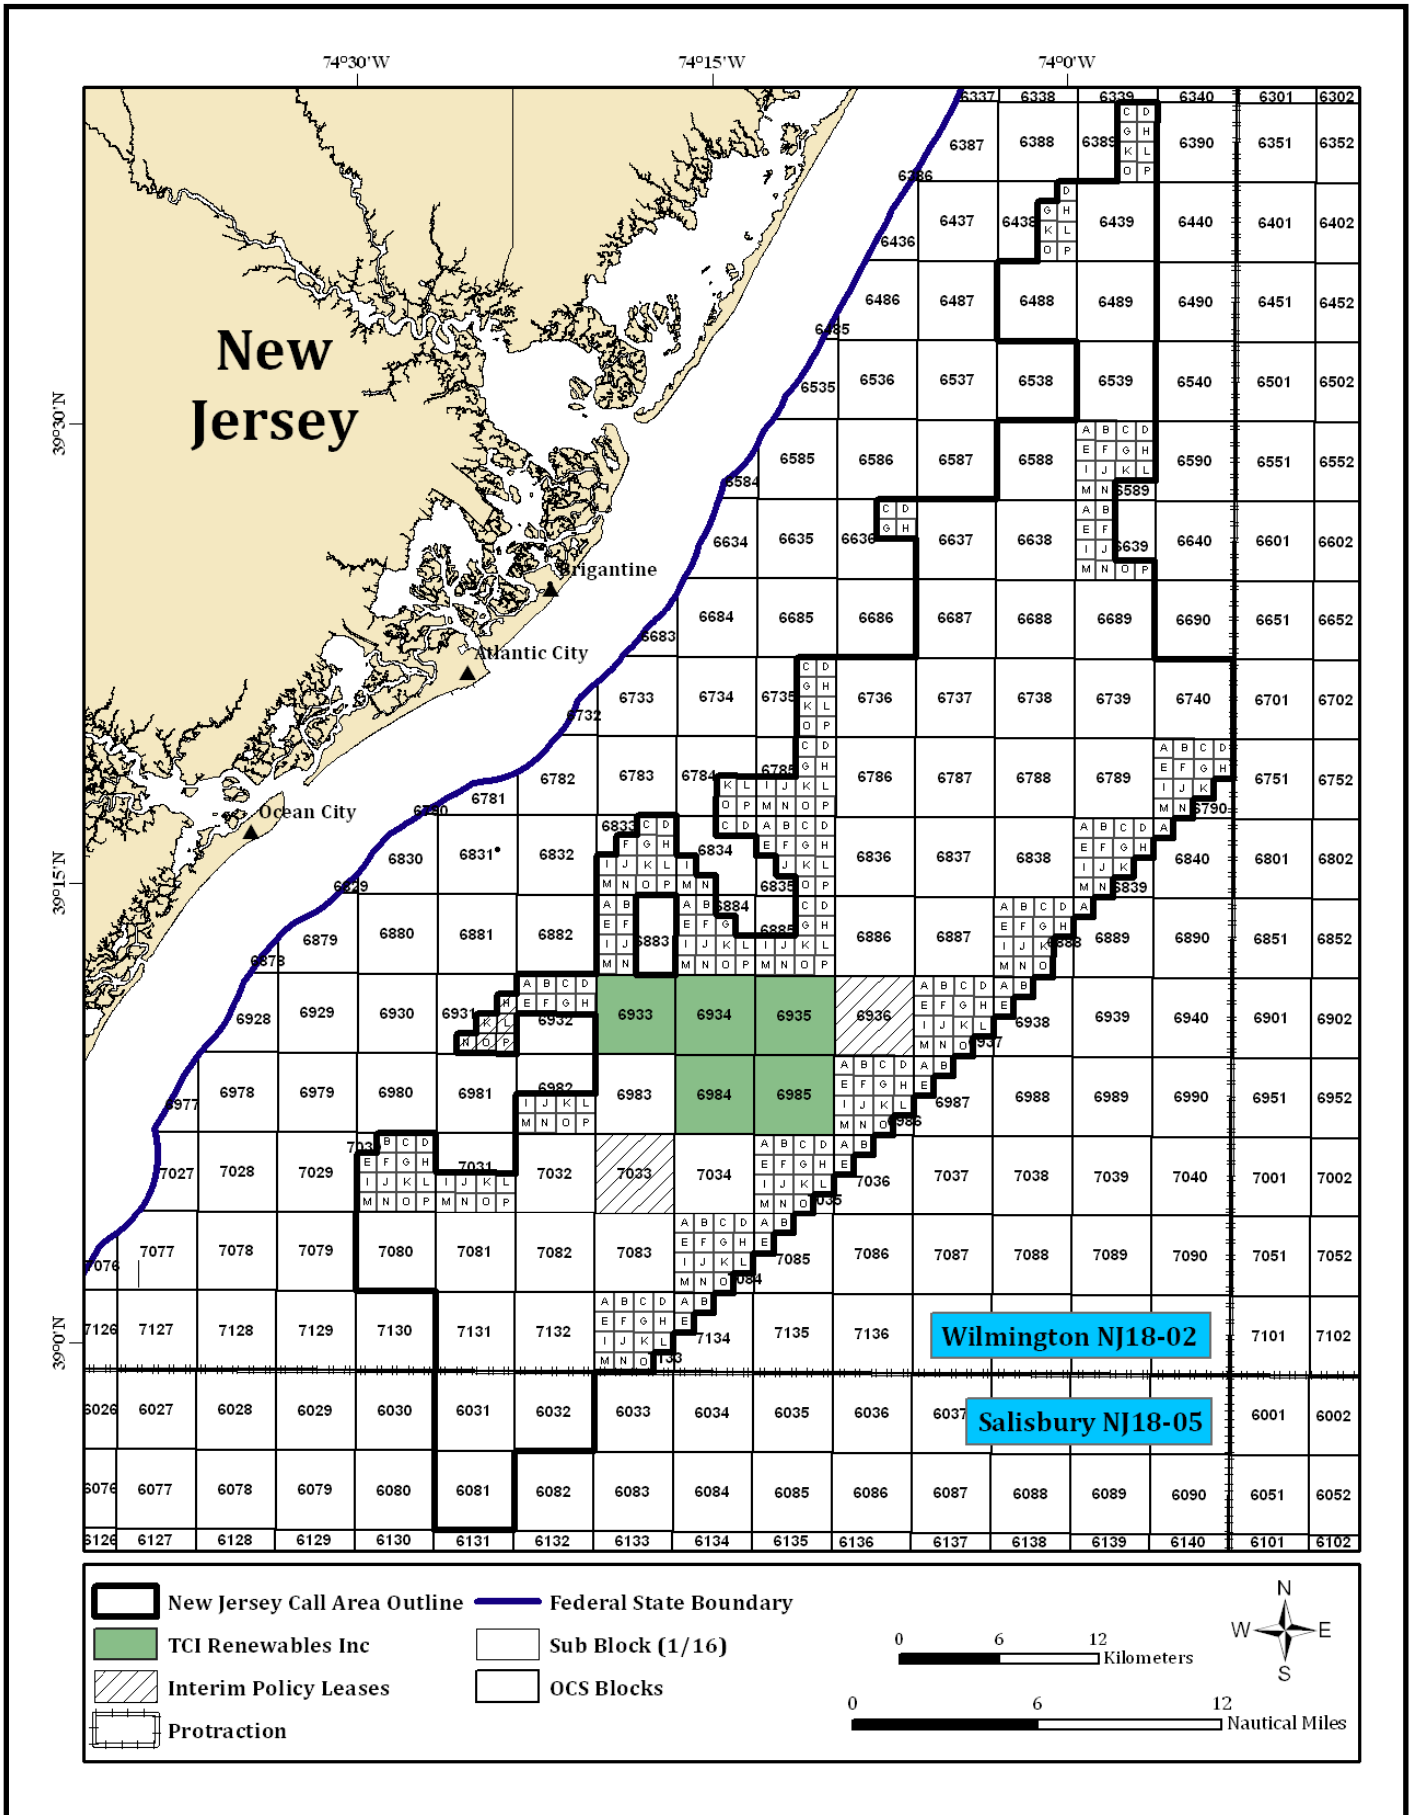 74°30'W 74°15'W 74°0'W
6337 6338 6339 6340 6301 6302
C D
6387 6388 6389 G H 6390 6351 6352
K L
6386 O P
D
6437 6438 G H 6439 6440 6401 6402
K L
6436 O P
6486 6487 6488 6489 6490 6451 6452
New
Jersey
6485
6535 6536 6537 6538 6539 6540 6501 6502
39°30'N
A B C D
E F G H
6585 6586 6587 6588 I J K L 6590 6551 6552
6584 M N 6589
C D A B
G H E F
6634 6635 6636 6637 6638 I J 6639 6640 6601 6602
M N O P
Brigantine
6683 6684 6685 6686 6687 6688 6689 6690 6651 6652
Atlantic City
C D
G H
6733 6734 6735 K L 6736 6737 6738 6739 6740 6701 6702
6732 O P
C D A B C D
G H E F G H
6782 6783 6784 6785 6786 6787 6788 6789 I J K 6751 6752
K L I J K L M N 6790
6781 O P M N O P
6780
Ocean City
6833 C D C D A B C D A B C D A
F G H E F G H E F G H
6830 6831 6832 I J K L I 6834 J K L 6836 6837 6838 I J K 6840 6801 6802
6829 M N O P M N 6835 O P M N 6839
A B A B 6884 C D A B C D A
E F E F G G H E F G H
6879 6880 6881 6882 I J 6883 I J K L 6885 I J K L 6886 6887 I J K 6888 6889 6890 6851 6852
6878 M N M N O P M N O P M N O
A B C D A B C D A B
H E F G H E F G H E
6928 6929 6930 6931 K L 6932 6933 6934 6935 6936 I J K L 6938 6939 6940 6901 6902
N O P M N O 6937
A B C D A B
E F G H E
6977 6978 6979 6980 6981 6982 6983 6984 6985 I J K L 6987 6988 6989 6990 6951 6952
I J K L M N O 6986
M N O P
B C D A B C D A B
E F G H E F G H E
7027 7028 7029 I J K L 7031 I J K L 7032 7033 7034 I J K L 7036 7037 7038 7039 7040 7001 7002
M N O P M N O P M N O
A B C D A B
E F G H E
7077 7078 7079 7080 7081 7082 7083 I J K L 7085 7086 7087 7088 7089 7090 7051 7052
M N O
A B C D A B
E F G H E
7126 7127 7128 7129 7130 7131 7132 I J K L 7134 7135 7136 Wilmington NJ18-02 7101 7102
M N O
39°15'N
39°0'N
6026 6027 6028 6029 6030 6031 6032 6033 6034 6035 6036 6037 Salisbury NJ18-05 6001 6002
6076 6077 6078 6079 6080 6081 6082 6083 6084 6085 6086 6087 6088 6089 6090 6051 6052
6126 6127 6128 6129 6130 6131 6132 6133 6134 6135 6136 6137 6138 6139 6140 6101 6102
New Jersey Call Area Outline
Federal State Boundary
TCI Renewables Inc
Sub Block (1/16)
Interim Policy Leases
OCS Blocks
Protraction
0 6 12
Kilometers
0 6 12
Nautical Miles
N
W E
S